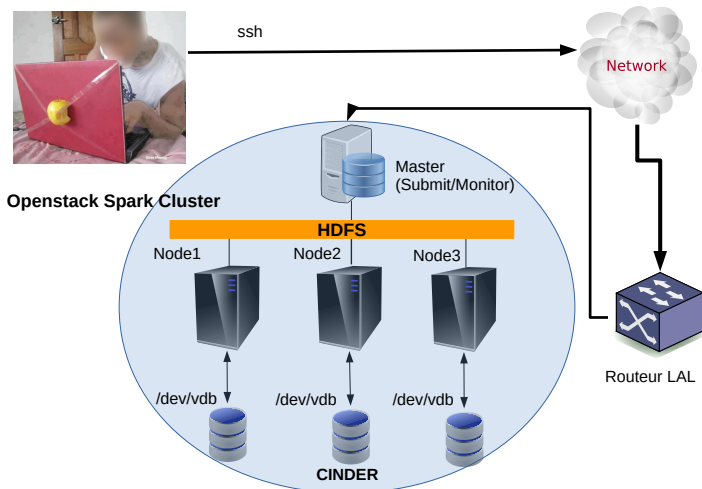 ssh
Network
Master
(Submit/Monitor)
Openstack Spark Cluster
HDFS
Node1
Node2
Node3
Routeur LAL
/dev/vdb
/dev/vdb
/dev/vdb
CINDER